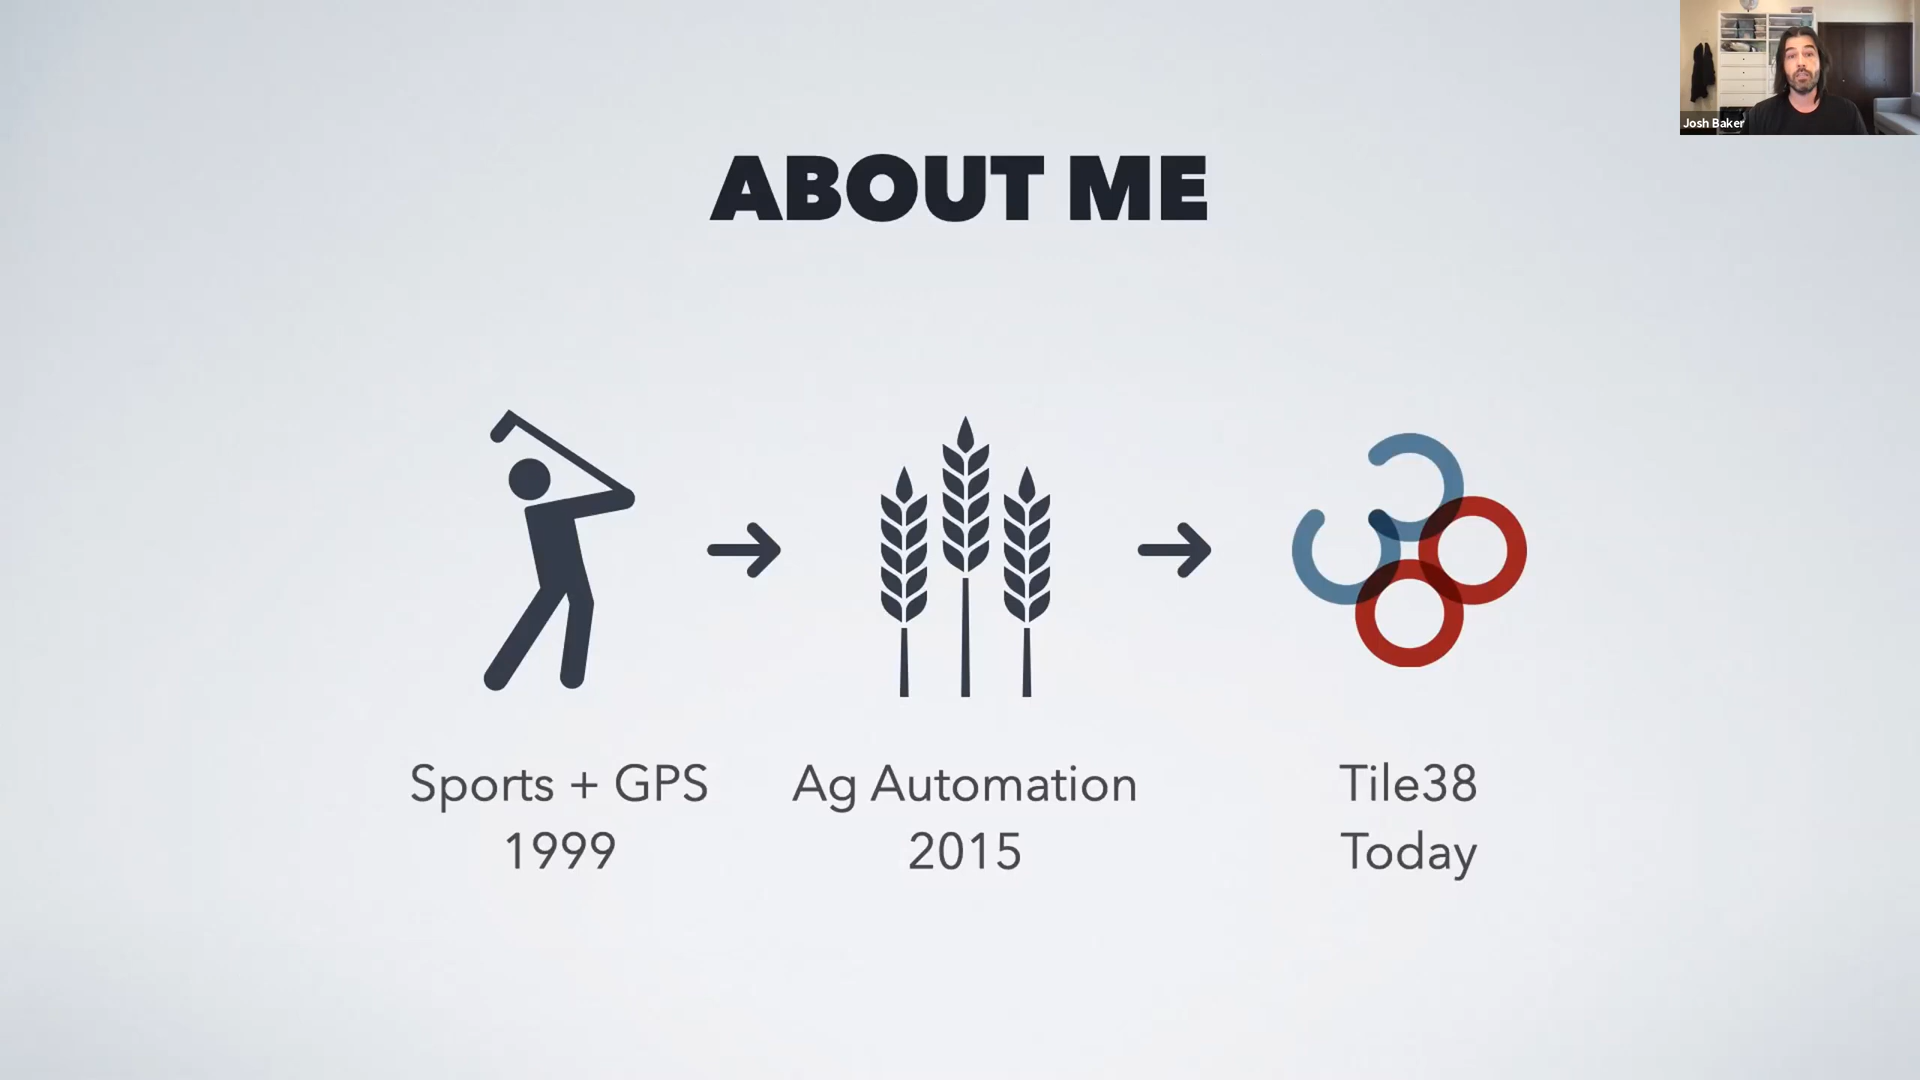 ABOUT ME
Josh Baker
Sports + GPS
1999
Ag Automation
2015
Tile38
Today